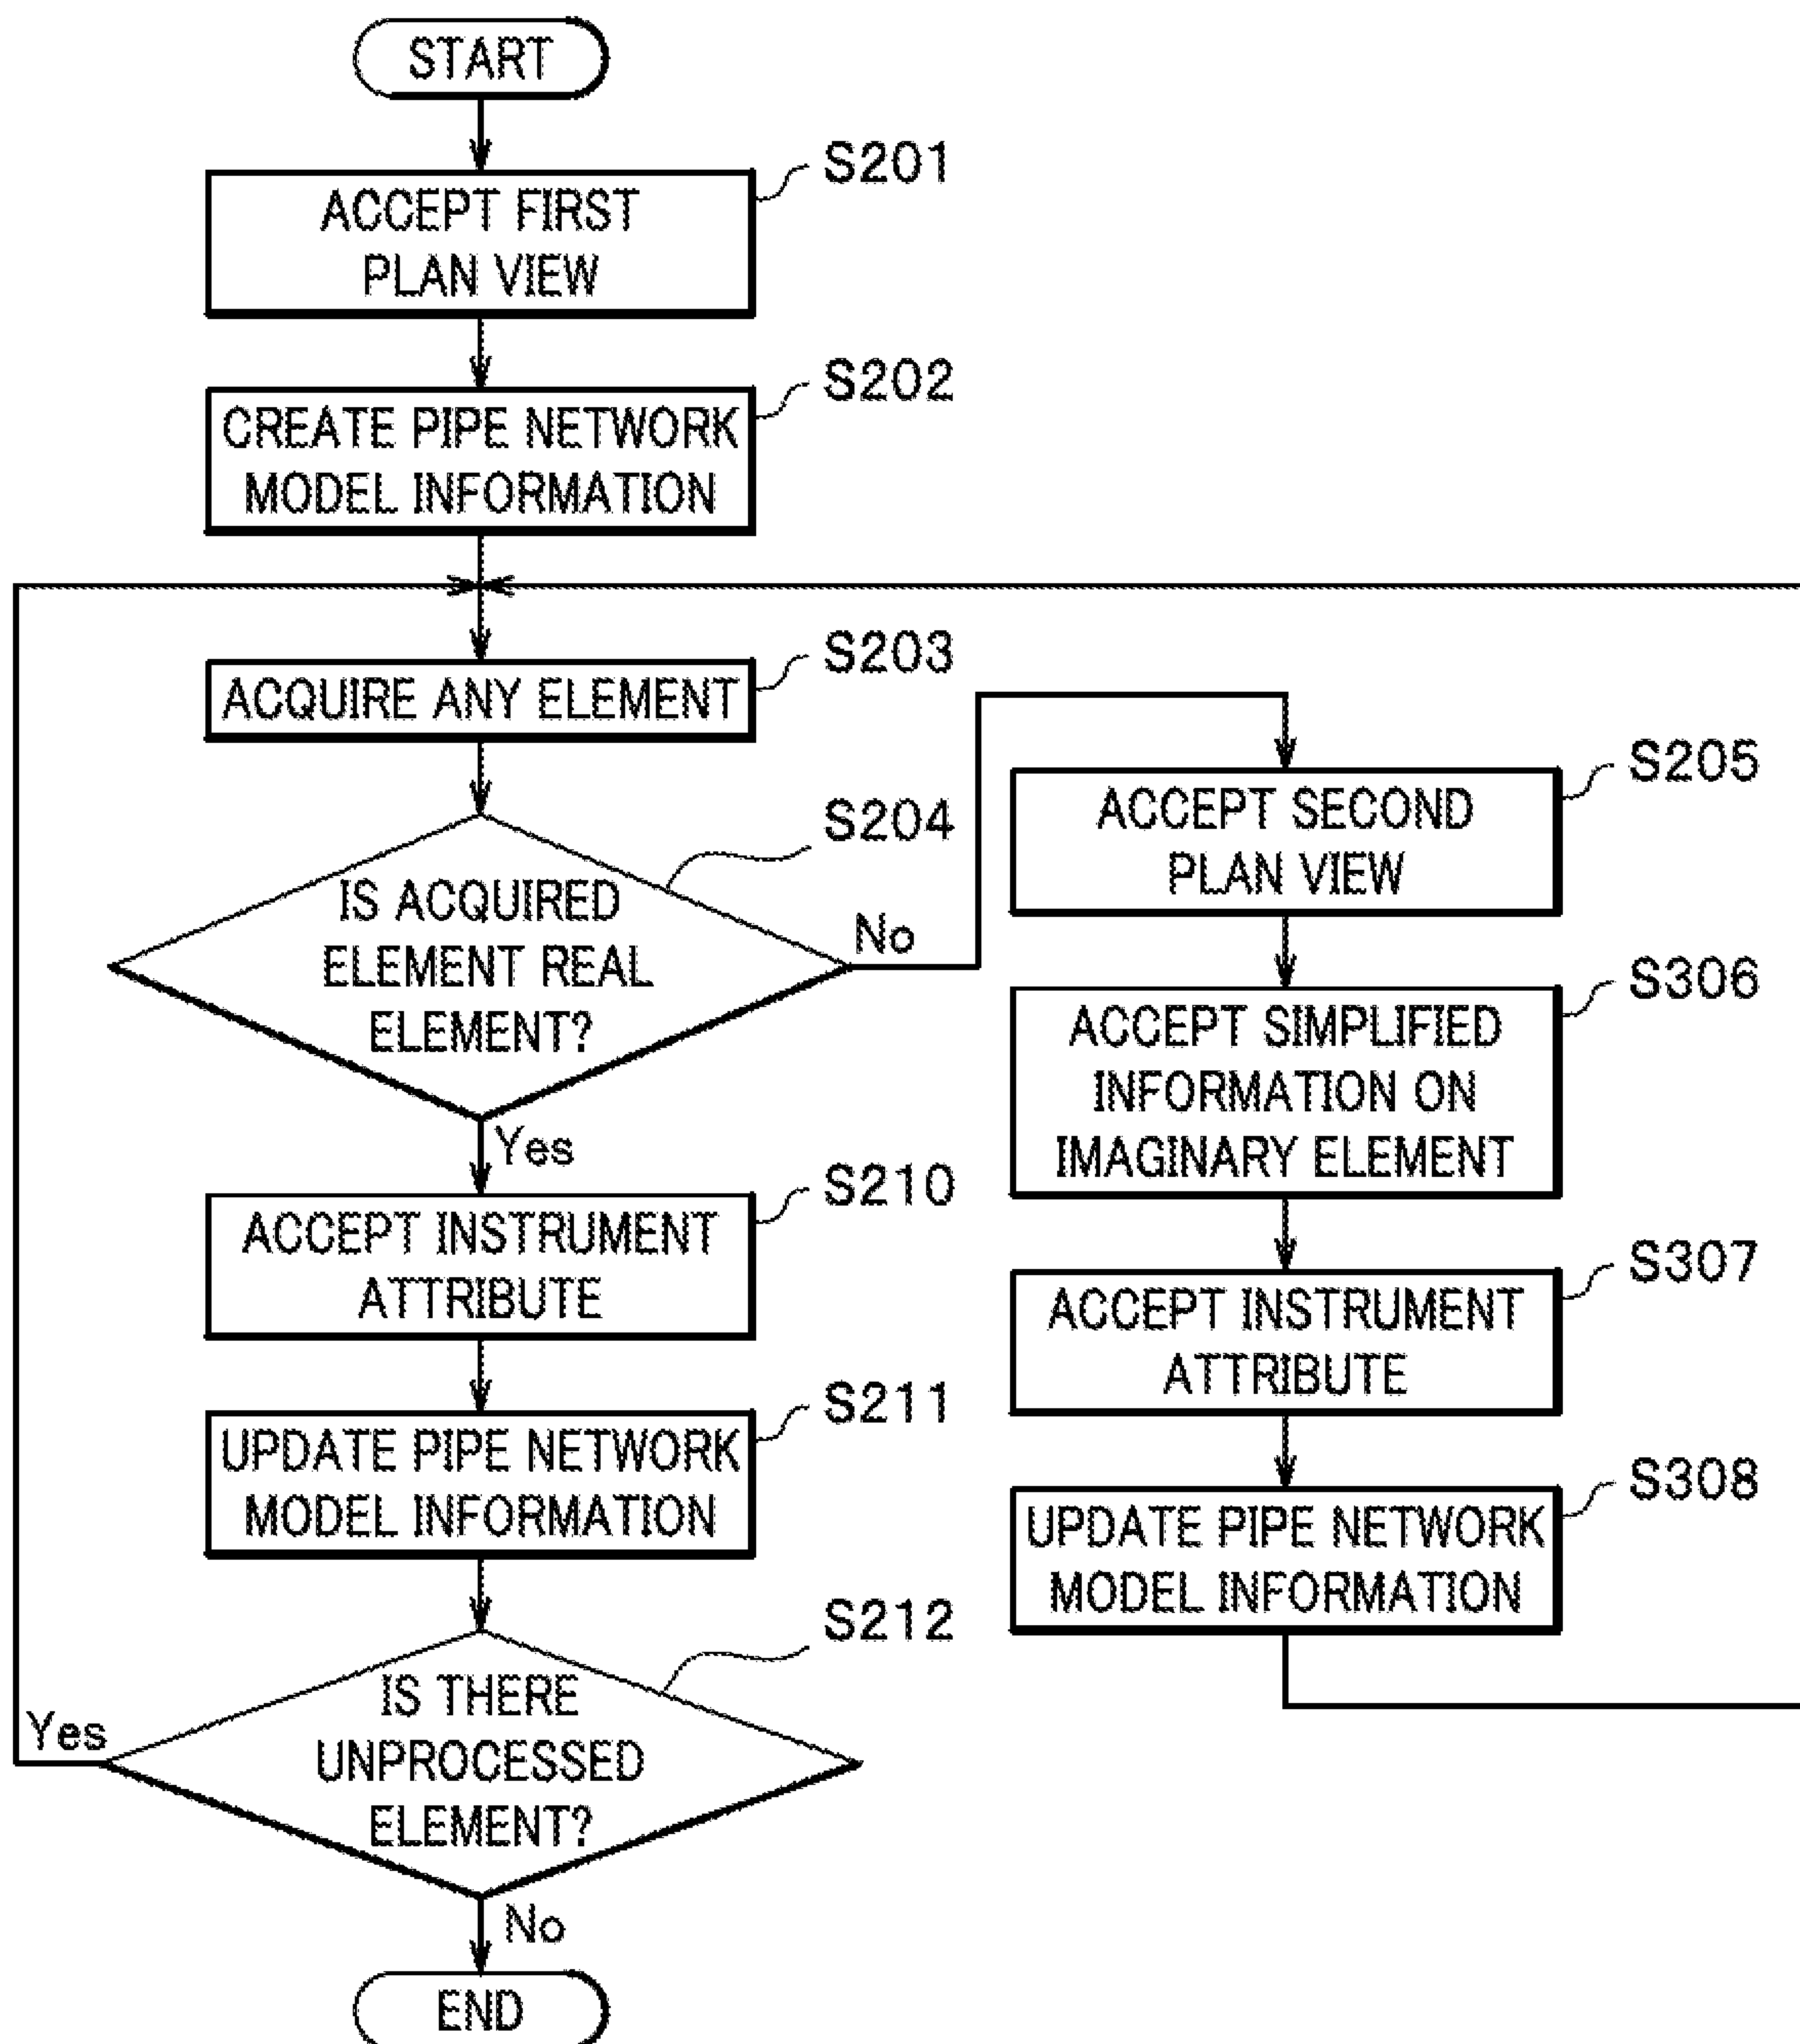 START
S201
ACCEPT FIRST
PLAN VIEW
S202
CREATE PIPE NETWORK
MODEL INFORMATION
S203
ACQUIRE ANY ELEMENT
S204
IS ACQUIRED
ELEMENT REAL
ELEMENT?
No
Yes
S205
ACCEPT SECOND
PLAN VIEW
S306
ACCEPT SIMPLIFIED
INFORMATION ON
IMAGINARY ELEMENT
S307
ACCEPT INSTRUMENT
ATTRIBUTE
S308
UPDATE PIPE NETWORK
MODEL INFORMATION
S210
ACCEPT INSTRUMENT
ATTRIBUTE
S211
UPDATE PIPE NETWORK
MODEL INFORMATION
S212
IS THERE
UNPROCESSED
ELEMENT?
Yes
No
END